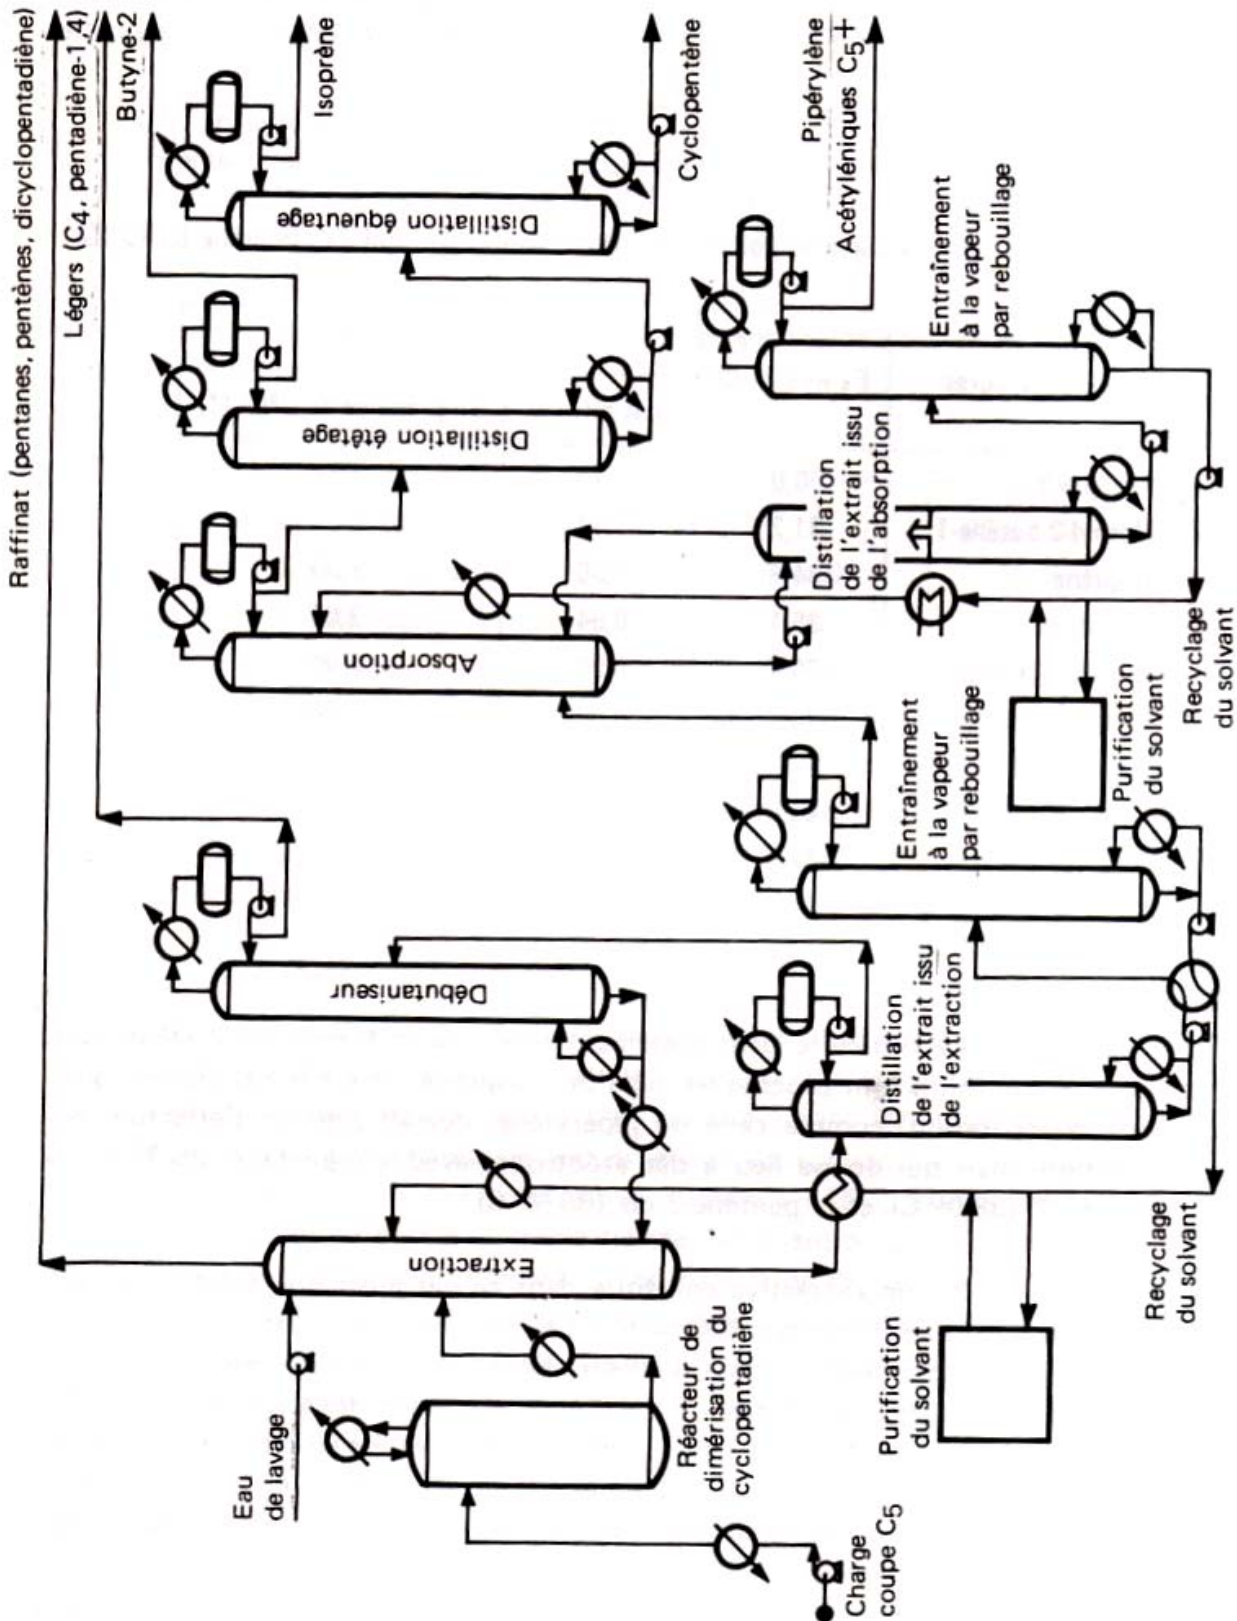 Raffinat (pentanes, pentènes, dicyclopentadiène)
Légers (C4, pentadiène-1,4)
Butyne-2
Isoprène
Cyclopentène
Pipérylène
Acétyléniques C5+
Distillation équeutage
Distillation étêtage
Absorption
Débutaniseur
Extraction
Entraînement
à la vapeur
par rebouillage
Distillation
de l'extrait issu
de l'absorption
Recyclage
du solvant
Purification
du solvant
Entraînement
à la vapeur
par rebouillage
Distillation
de l'extrait issu
de l'extraction
Recyclage
du solvant
Purification
du solvant
Réacteur de
dimérisation du
cyclopentadiène
Eau
de lavage
Charge
coupe C5